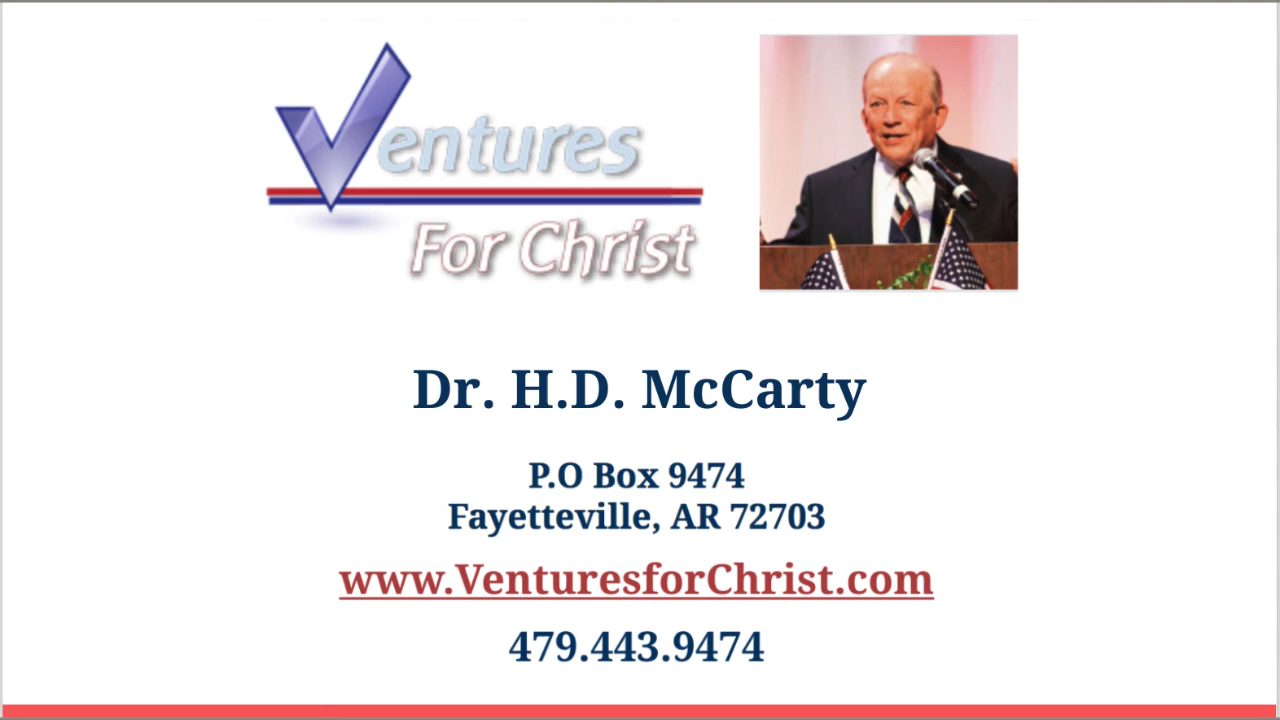 Ventures
For Christ
Dr. H.D. McCarty
P.O Box 9474
Fayetteville, AR 72703
www.VenturesforChrist.com
479.443.9474